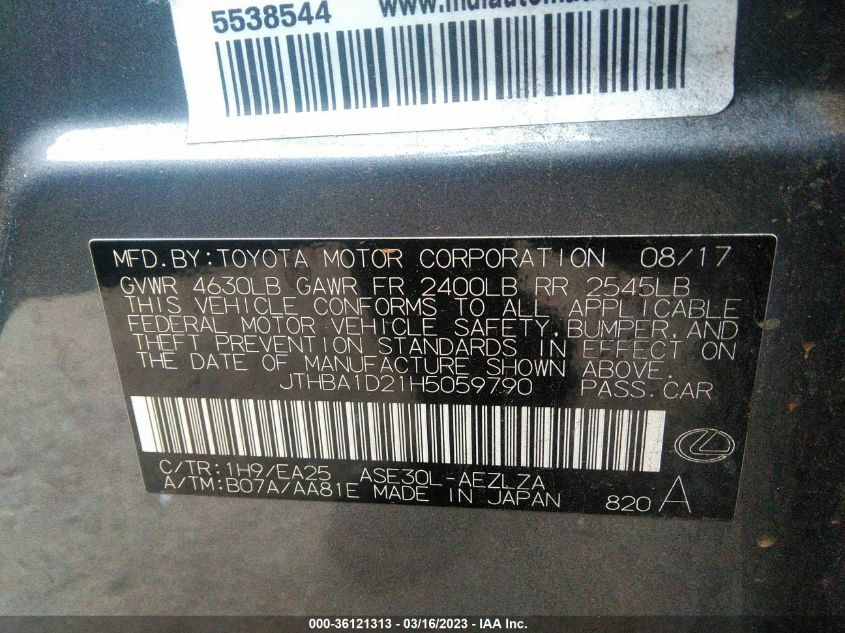 5538544
MFD.BY:TOYOTA MOTOR CORPORATION 08/17
GVWR 4630LB GAWR FR 2400LB RR 2545LB
THIS VEHICLE CONFORMS TO ALL APPLICABLE
FEDERAL MOTOR VEHICLE SAFETY,BUMPER,AND
THEFT PREVENTION STANDARDS IN EFFECT ON
THE DATE OF MANUFACTURE SHOWN ABOVE.
JTHBA1D21H5059790 PASS.CAR
C/TR:1H9/EA25 ASE30L-AEZLZA
A/TM:B07A/AA81E MADE IN JAPAN 820 A
000-36121313 - 03/16/2023 - IAA Inc.